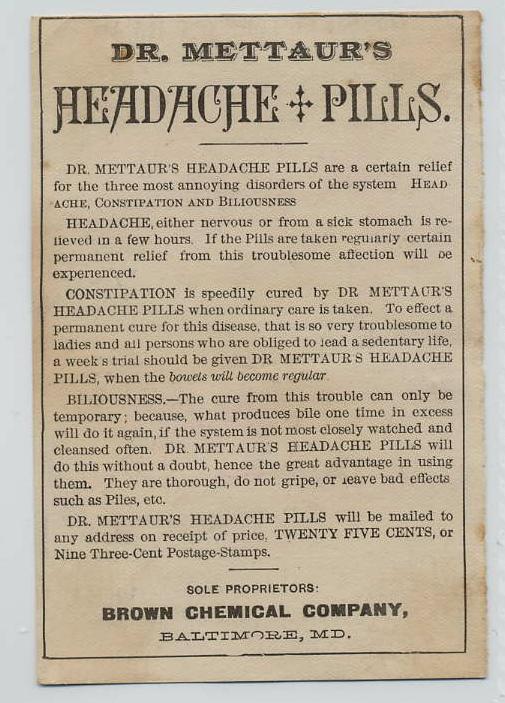 DR. METTAUR'S
HEADACHE ✣ PILLS.
DR. METTAUR'S HEADACHE PILLS are a certain relief
for the three most annoying disorders of the system HEAD
ACHE, CONSTIPATION AND BILIOUSNESS
HEADACHE, either nervous or from a sick stomach is re-
lieved in a few hours. If the Pills are taken regularly certain
permanent relief from this troublesome affection will be
experienced.
CONSTIPATION is speedily cured by DR METTAUR'S
HEADACHE PILLS when ordinary care is taken. To effect a
permanent cure for this disease, that is so very troublesome to
ladies and all persons who are obliged to lead a sedentary life,
a week s trial should be given DR METTAUR S HEADACHE
PILLS, when the bowels will become regular
BILIOUSNESS.—The cure from this trouble can only be
temporary; because, what produces bile one time in excess
will do it again, if the system is not most closely watched and
cleansed often. DR METTAUR'S HEADACHE PILLS will
do this without a doubt, hence the great advantage in using
them. They are thorough, do not gripe, or leave bad effects
such as Piles, etc.
DR. METTAUR'S HEADACHE PILLS will be mailed to
any address on receipt of price, TWENTY FIVE CENTS, or
Nine Three-Cent Postage-Stamps.
SOLE PROPRIETORS:
BROWN CHEMICAL COMPANY,
BALTIMORE, MD.